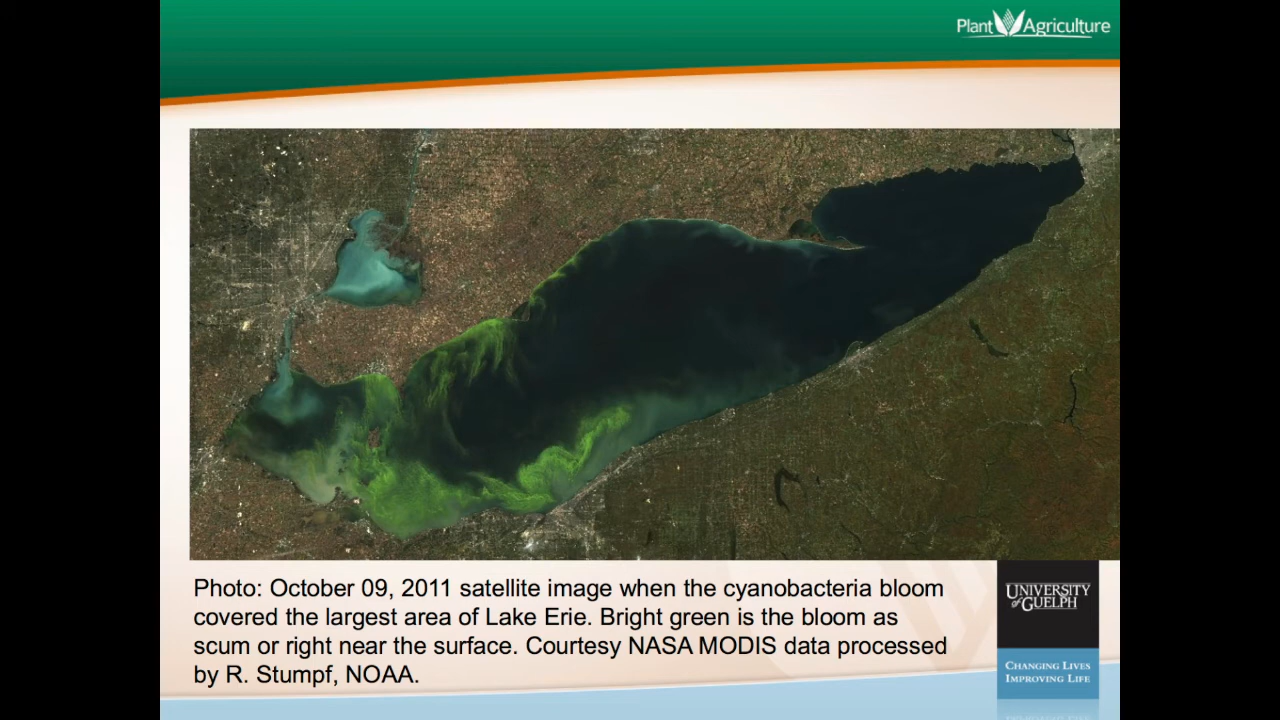 Plant Agriculture
Photo: October 09, 2011 satellite image when the cyanobacteria bloom
covered the largest area of Lake Erie. Bright green is the bloom as
scum or right near the surface. Courtesy NASA MODIS data processed
by R. Stumpf, NOAA.
UNIVERSITY
of GUELPH
CHANGING LIVES
IMPROVING LIFE